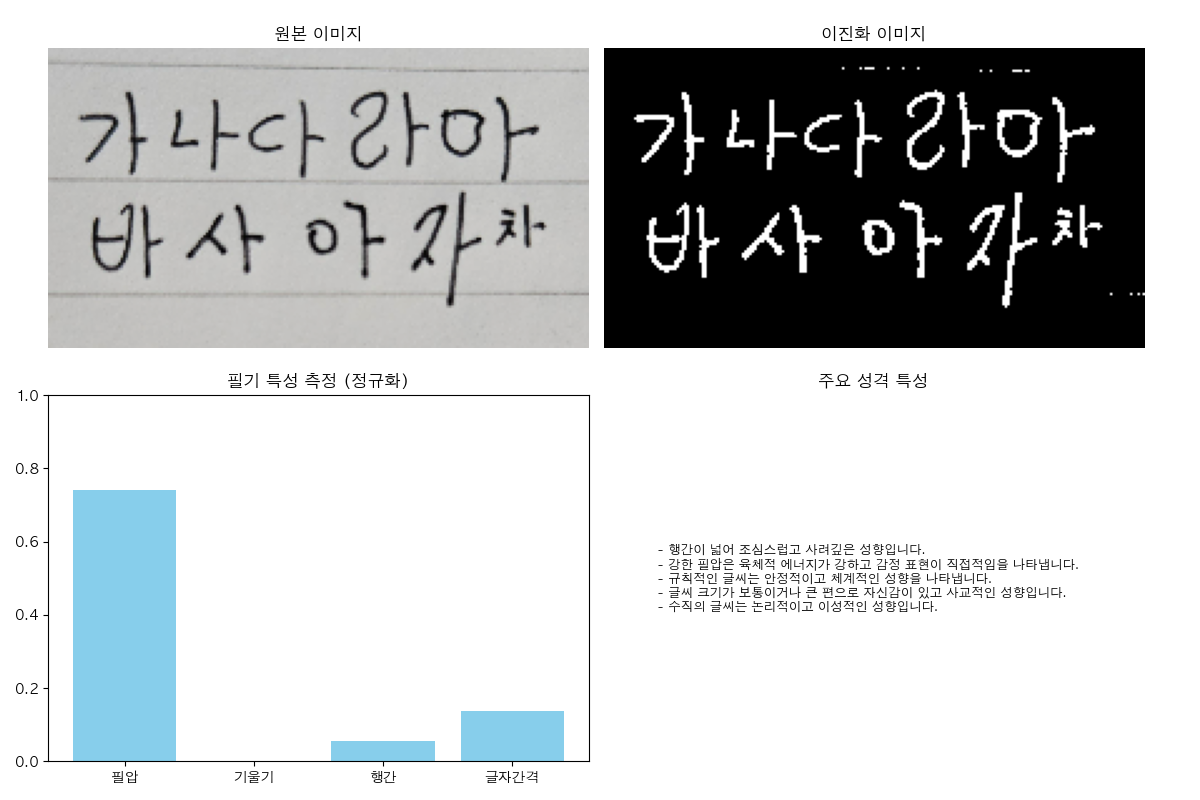 원본 이미지
이진화 이미지
가 나 다 라 마
바 사 아 자 차
가 나 다 라 마
바 사 아 자 차
필기 특성 측정 (정규화)
1.0
0.8
0.6
0.4
0.2
0.0
필압 기울기 행간 글자간격
주요 성격 특성
- 행간이 넓어 조심스럽고 사려깊은 성향입니다.
- 강한 필압은 육체적 에너지가 강하고 감정 표현이 직접적임을 나타냅니다.
- 규칙적인 글씨는 안정적이고 체계적인 성향을 나타냅니다.
- 글씨 크기가 보통이거나 큰 편으로 자신감이 있고 사교적인 성향입니다.
- 수직의 글씨는 논리적이고 이성적인 성향입니다.